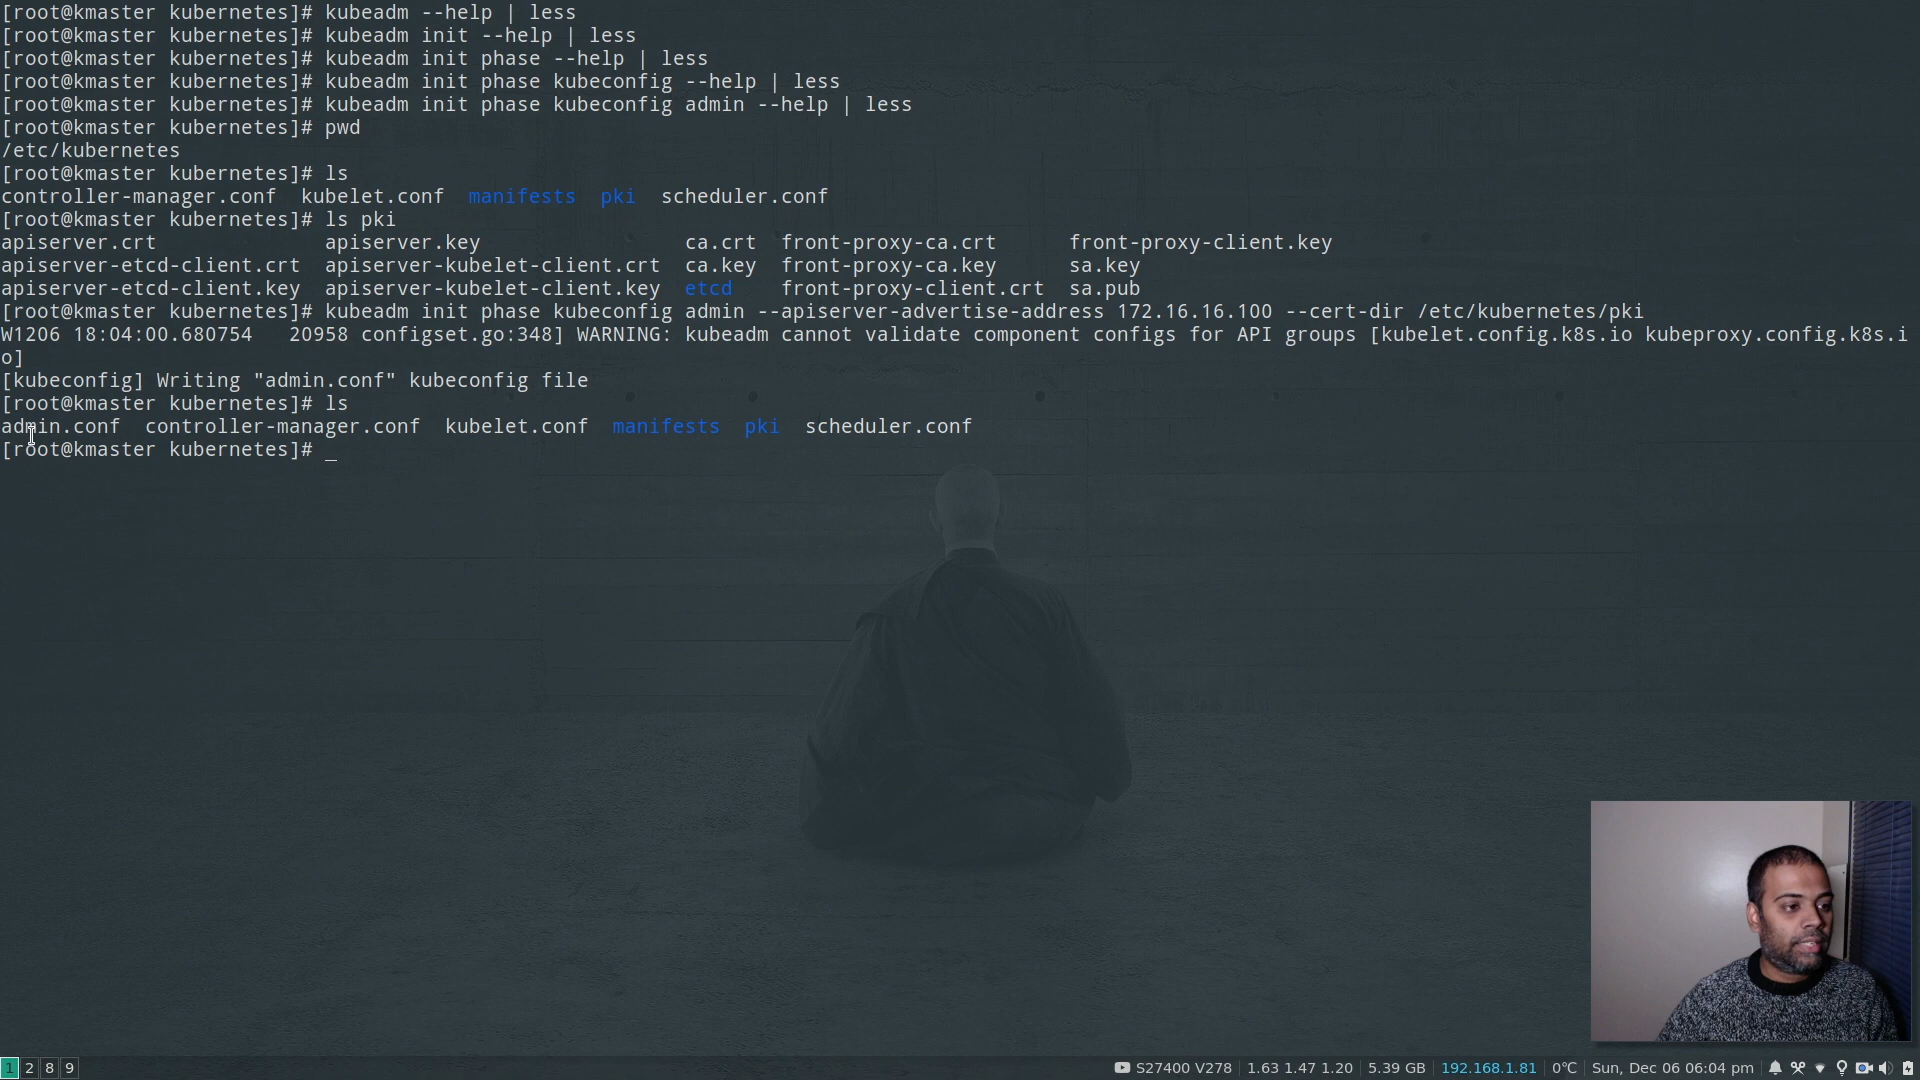 [root@kmaster kubernetes]# kubeadm --help | less
[root@kmaster kubernetes]# kubeadm init --help | less
[root@kmaster kubernetes]# kubeadm init phase --help | less
[root@kmaster kubernetes]# kubeadm init phase kubeconfig --help | less
[root@kmaster kubernetes]# kubeadm init phase kubeconfig admin --help | less
[root@kmaster kubernetes]# pwd
/etc/kubernetes
[root@kmaster kubernetes]# ls
controller-manager.conf  kubelet.conf  manifests  pki  scheduler.conf
[root@kmaster kubernetes]# ls pki
apiserver.crt              apiserver.key                 ca.crt  front-proxy-ca.crt      front-proxy-client.key
apiserver-etcd-client.crt  apiserver-kubelet-client.crt  ca.key  front-proxy-ca.key      sa.key
apiserver-etcd-client.key  apiserver-kubelet-client.key  etcd    front-proxy-client.crt  sa.pub
[root@kmaster kubernetes]# kubeadm init phase kubeconfig admin --apiserver-advertise-address 172.16.16.100 --cert-dir /etc/kubernetes/pki
W1206 18:04:00.680754   20958 configset.go:348] WARNING: kubeadm cannot validate component configs for API groups [kubelet.config.k8s.io kubeproxy.config.k8s.i
o]
[kubeconfig] Writing "admin.conf" kubeconfig file
[root@kmaster kubernetes]# ls
admin.conf  controller-manager.conf  kubelet.conf  manifests  pki  scheduler.conf
[root@kmaster kubernetes]# _
1 2 8 9 S27400 V278 1.63 1.47 1.20 5.39 GB 192.168.1.81 0°C Sun, Dec 06 06:04 pm